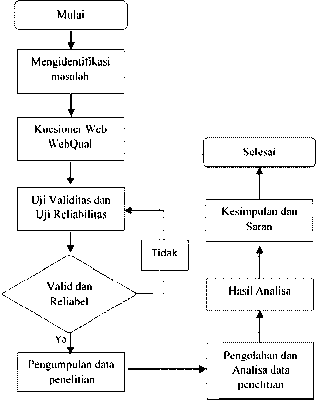 Mulai
Mengidentifikasi
masalah
Kuesioner Web
WebQual
Uji Validitas dan
Uji Reliabilitas
Tidak
Valid dan
Reliabel
Ya
Pengumpulan data
penelitian
Pengolahan dan
Analisa data
penelitian
Hasil Analisa
Kesimpulan dan
Saran
Selesai